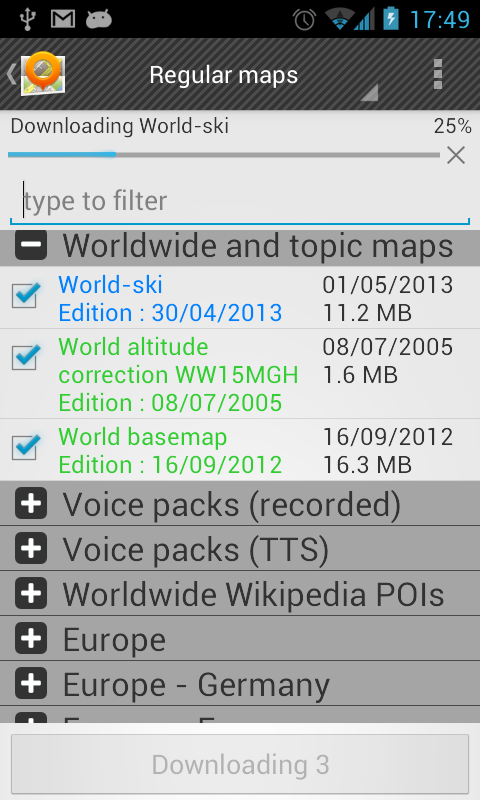 17:49
Regular maps
Downloading World-ski 25%
type to filter
Worldwide and topic maps
World-ski 01/05/2013
Edition : 30/04/2013 11.2 MB
World altitude 08/07/2005
correction WW15MGH 1.6 MB
Edition : 08/07/2005
World basemap 16/09/2012
Edition : 16/09/2012 16.3 MB
Voice packs (recorded)
Voice packs (TTS)
Worldwide Wikipedia POIs
Europe
Europe - Germany
Downloading 3